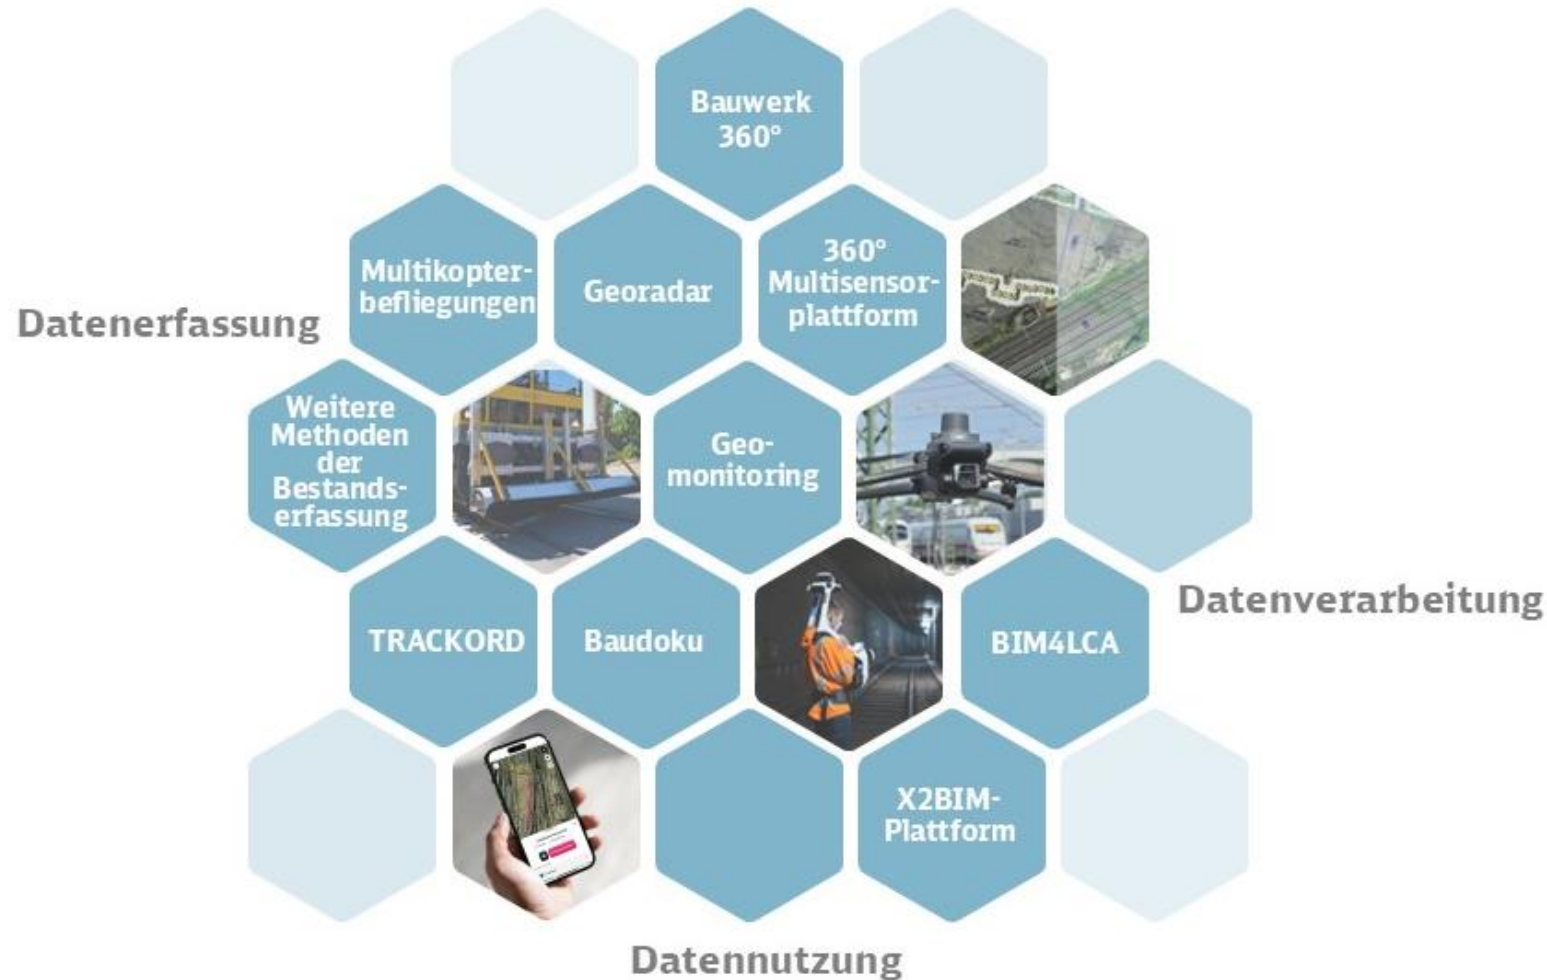 Bauwerk
360°
Multikopter-
befliegungen
Georadar
360°
Multisensor-
plattform
Datenerfassung
Weitere
Methoden
der
Bestands-
erfassung
Geo-
monitoring
Datenverarbeitung
TRACKORD
Baudoku
BIM4LCA
X2BIM-
Plattform
Datennutzung